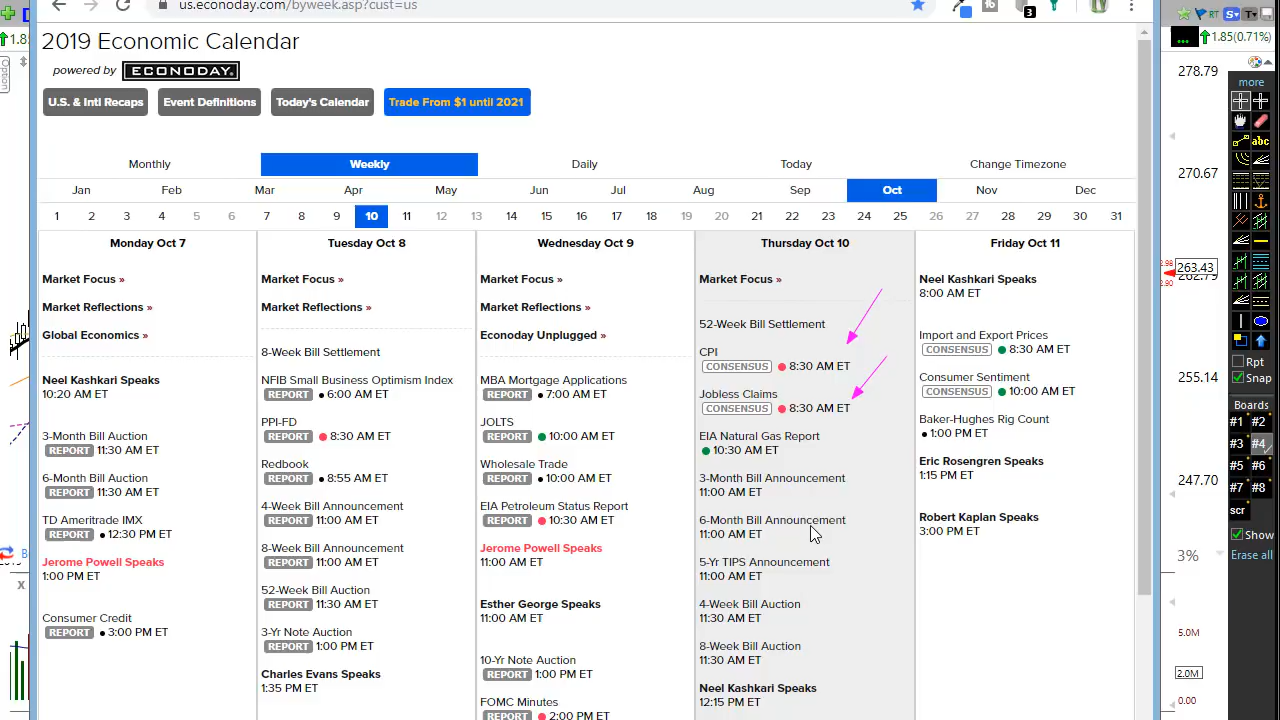 us.econoday.com/byweek.asp?cust=us
2019 Economic Calendar
powered by ECONODAY
U.S. & Intl Recaps Event Definitions Today's Calendar Trade From $1 until 2021
Monthly Weekly Daily Today Change Timezone
Jan Feb Mar Apr May Jun Jul Aug Sep Oct Nov Dec
1 2 3 4 5 6 7 8 9 10 11 12 13 14 15 16 17 18 19 20 21 22 23 24 25 26 27 28 29 30 31
Monday Oct 7
Market Focus »
Market Reflections »
Global Economics »
Neel Kashkari Speaks
10:20 AM ET
3-Month Bill Auction
REPORT 11:30 AM ET
6-Month Bill Auction
REPORT 11:30 AM ET
TD Ameritrade IMX
REPORT 12:30 PM ET
Jerome Powell Speaks
1:00 PM ET
Consumer Credit
REPORT 3:00 PM ET
Tuesday Oct 8
Market Focus »
Market Reflections »
8-Week Bill Settlement
NFIB Small Business Optimism Index
REPORT 6:00 AM ET
PPI-FD
REPORT 8:30 AM ET
Redbook
REPORT 8:55 AM ET
4-Week Bill Announcement
REPORT 11:00 AM ET
8-Week Bill Announcement
REPORT 11:00 AM ET
52-Week Bill Auction
REPORT 11:30 AM ET
3-Yr Note Auction
REPORT 1:00 PM ET
Charles Evans Speaks
1:35 PM ET
Wednesday Oct 9
Market Focus »
Market Reflections »
Econoday Unplugged »
MBA Mortgage Applications
REPORT 7:00 AM ET
JOLTS
REPORT 10:00 AM ET
Wholesale Trade
REPORT 10:00 AM ET
EIA Petroleum Status Report
REPORT 10:30 AM ET
Jerome Powell Speaks
11:00 AM ET
Esther George Speaks
11:00 AM ET
10-Yr Note Auction
REPORT 1:00 PM ET
FOMC Minutes
REPORT 2:00 PM ET
Thursday Oct 10
Market Focus »
52-Week Bill Settlement
CPI
CONSENSUS 8:30 AM ET
Jobless Claims
CONSENSUS 8:30 AM ET
EIA Natural Gas Report
10:30 AM ET
3-Month Bill Announcement
11:00 AM ET
6-Month Bill Announcement
11:00 AM ET
5-Yr TIPS Announcement
11:00 AM ET
4-Week Bill Auction
11:30 AM ET
8-Week Bill Auction
11:30 AM ET
Neel Kashkari Speaks
12:15 PM ET
Friday Oct 11
Neel Kashkari Speaks
8:00 AM ET
Import and Export Prices
CONSENSUS 8:30 AM ET
Consumer Sentiment
CONSENSUS 10:00 AM ET
Baker-Hughes Rig Count
1:00 PM ET
Eric Rosengren Speaks
1:15 PM ET
Robert Kaplan Speaks
3:00 PM ET
Option
3
RT S T
... 1.85(0.71%)
278.79
270.67
263.43
255.14
247.70
3%
5.0M
2.0M
0.00
2.98
2.90
more
abc
Rpt
Snap
Boards
#1 #2
#3 #4
#5 #6
#7 #8
scr
Show
Erase all